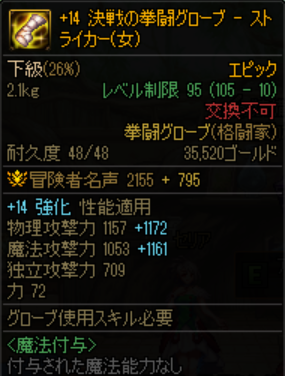 +14 決戦の拳闘グローブ - スト
ライカー(女)
下級(26%) エピック
2.1kg レベル制限 95 (105 - 10)
交換不可
拳闘グローブ(格闘家)
耐久度 48/48 35,520ゴールド
冒険者名声 2155 + 795
+14 強化 性能適用
物理攻撃力 1157 +1172
魔法攻撃力 1053 +1161
独立攻撃力 709
力 72
グローブ使用スキル必要
<魔法付与>
付与された魔法能力なし